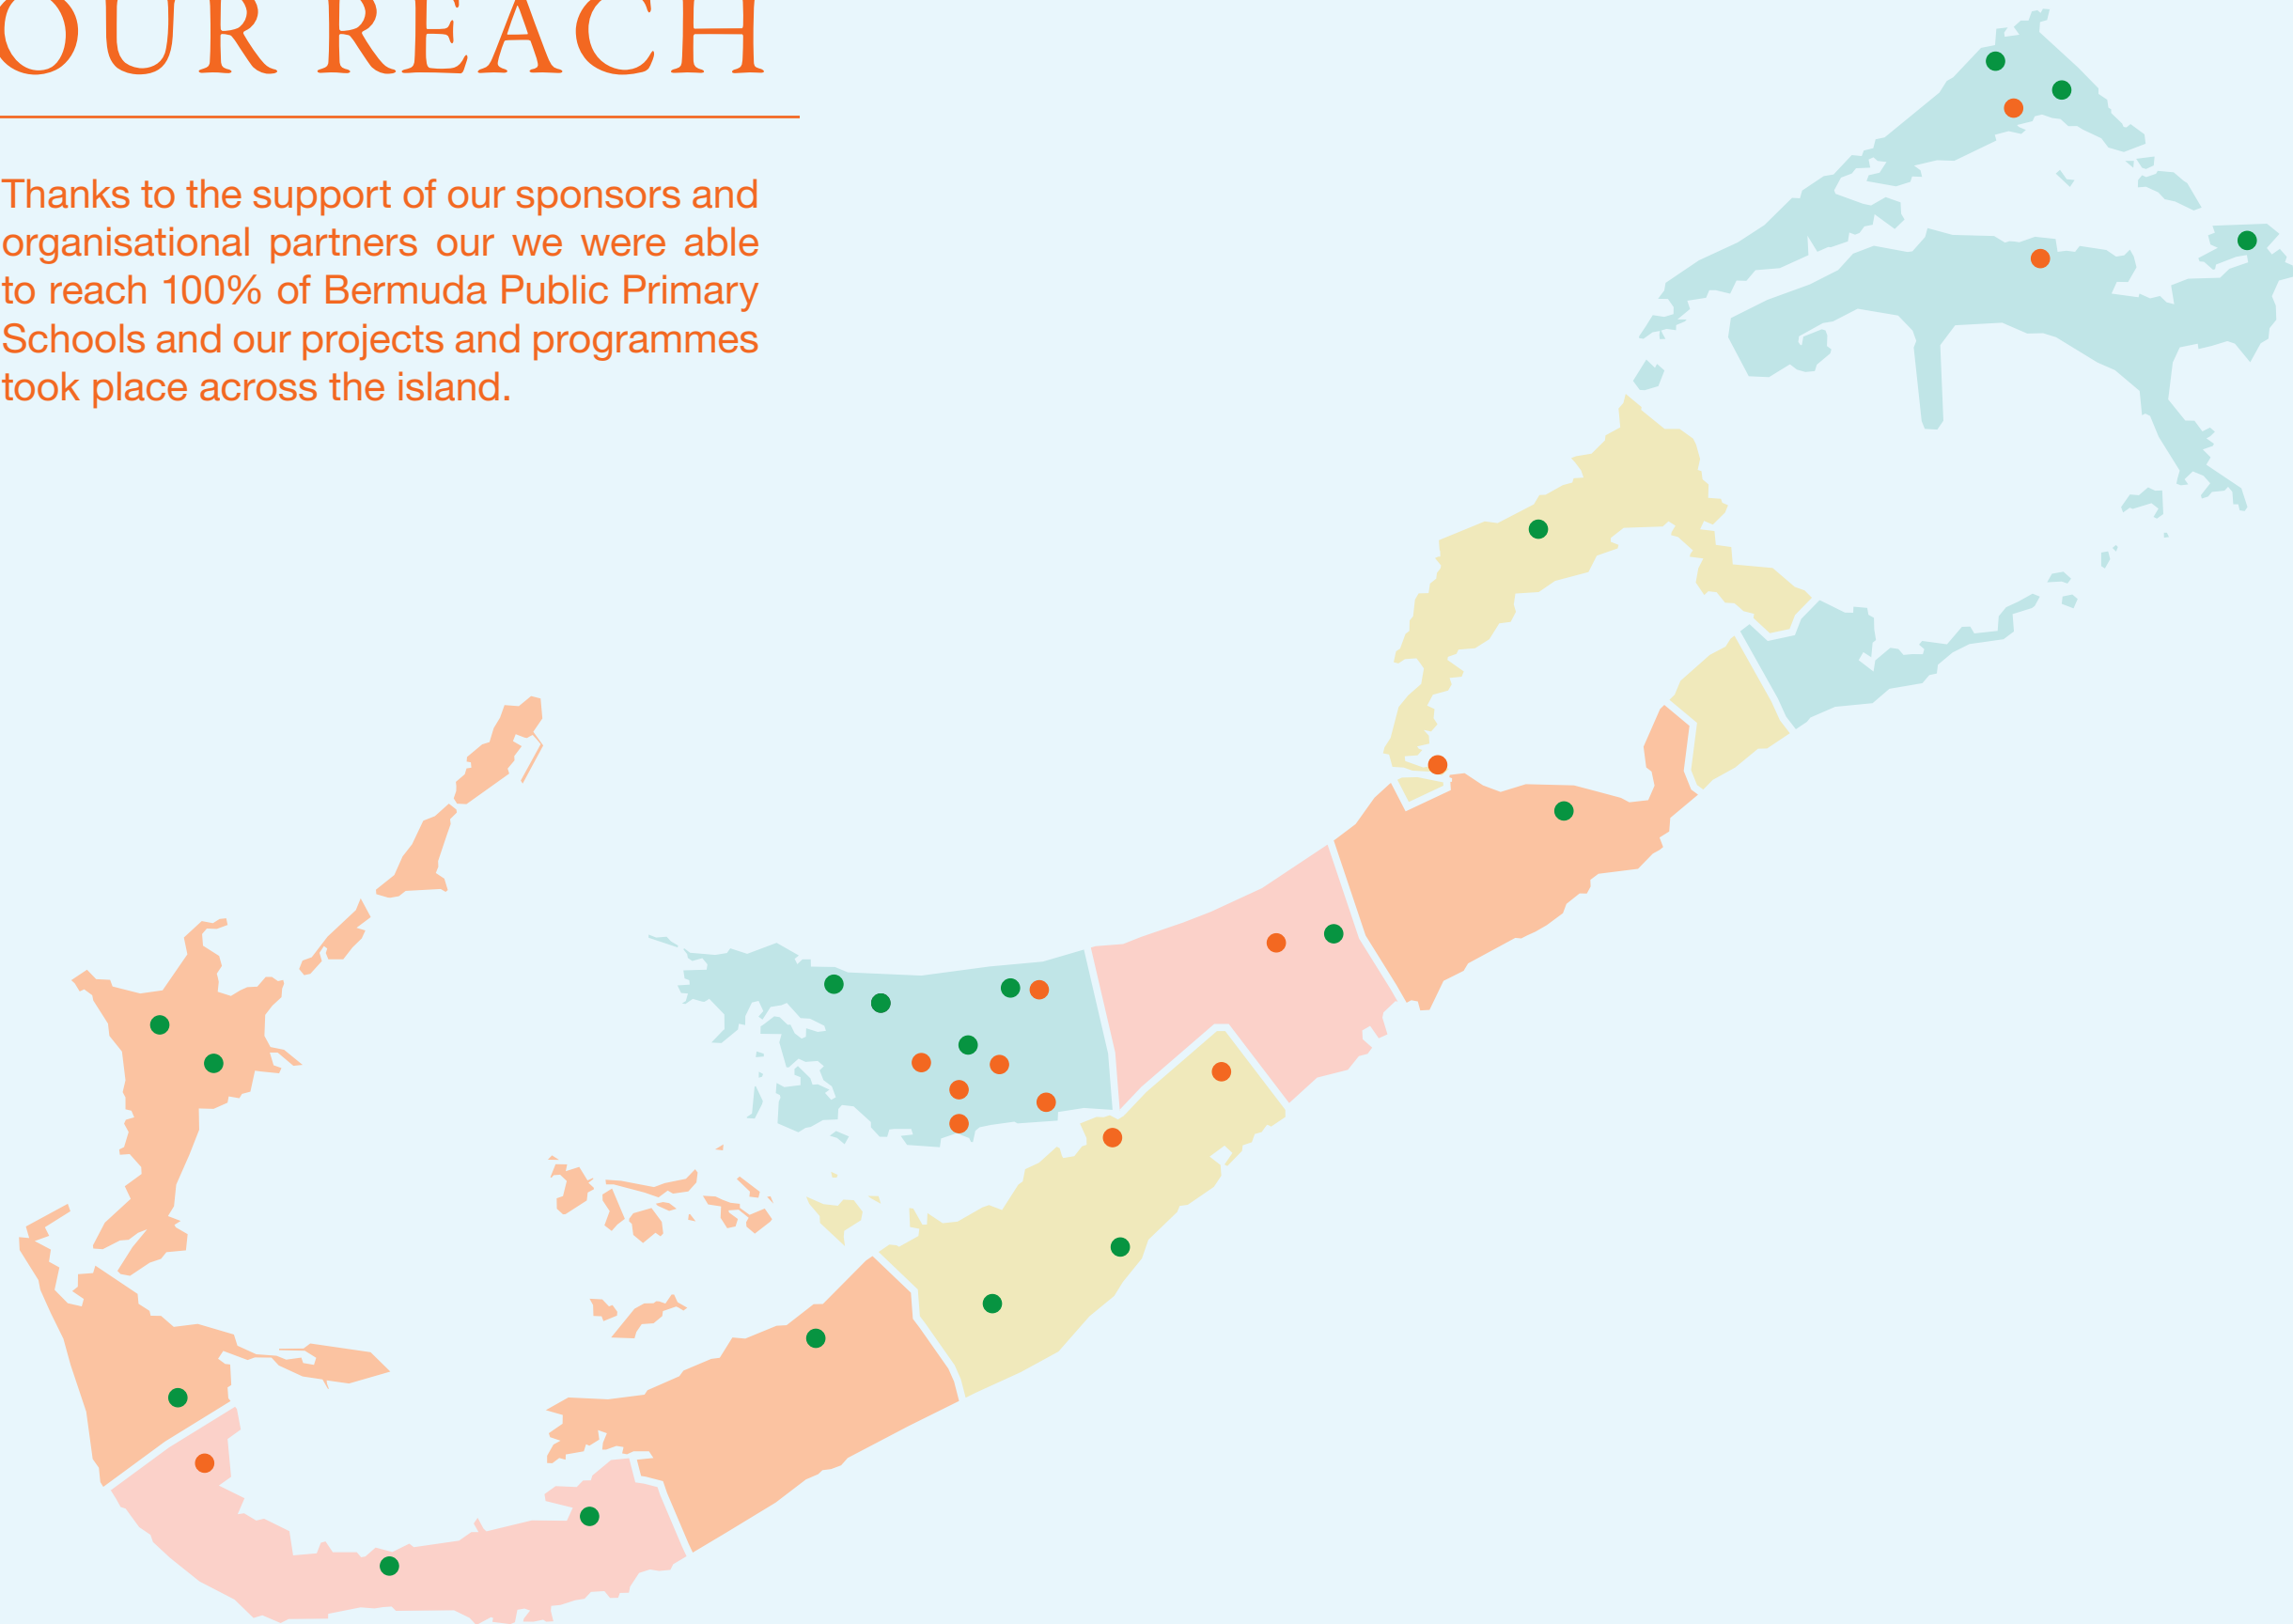 OUR REACH
Thanks to the support of our sponsors and
organisational partners our we were able
to reach 100% of Bermuda Public Primary
Schools and our projects and programmes
took place across the island.